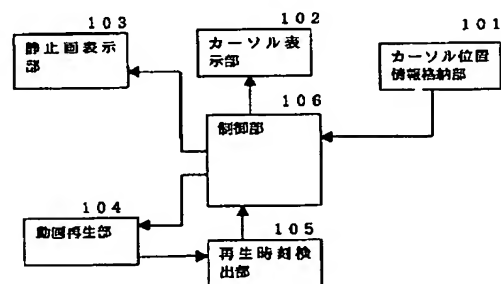 103
静止画表示
部
102
カーソル表
示部
101
カーソル位置
情報格納部
106
制御部
104
動画再生部
105
再生時刻検
出部